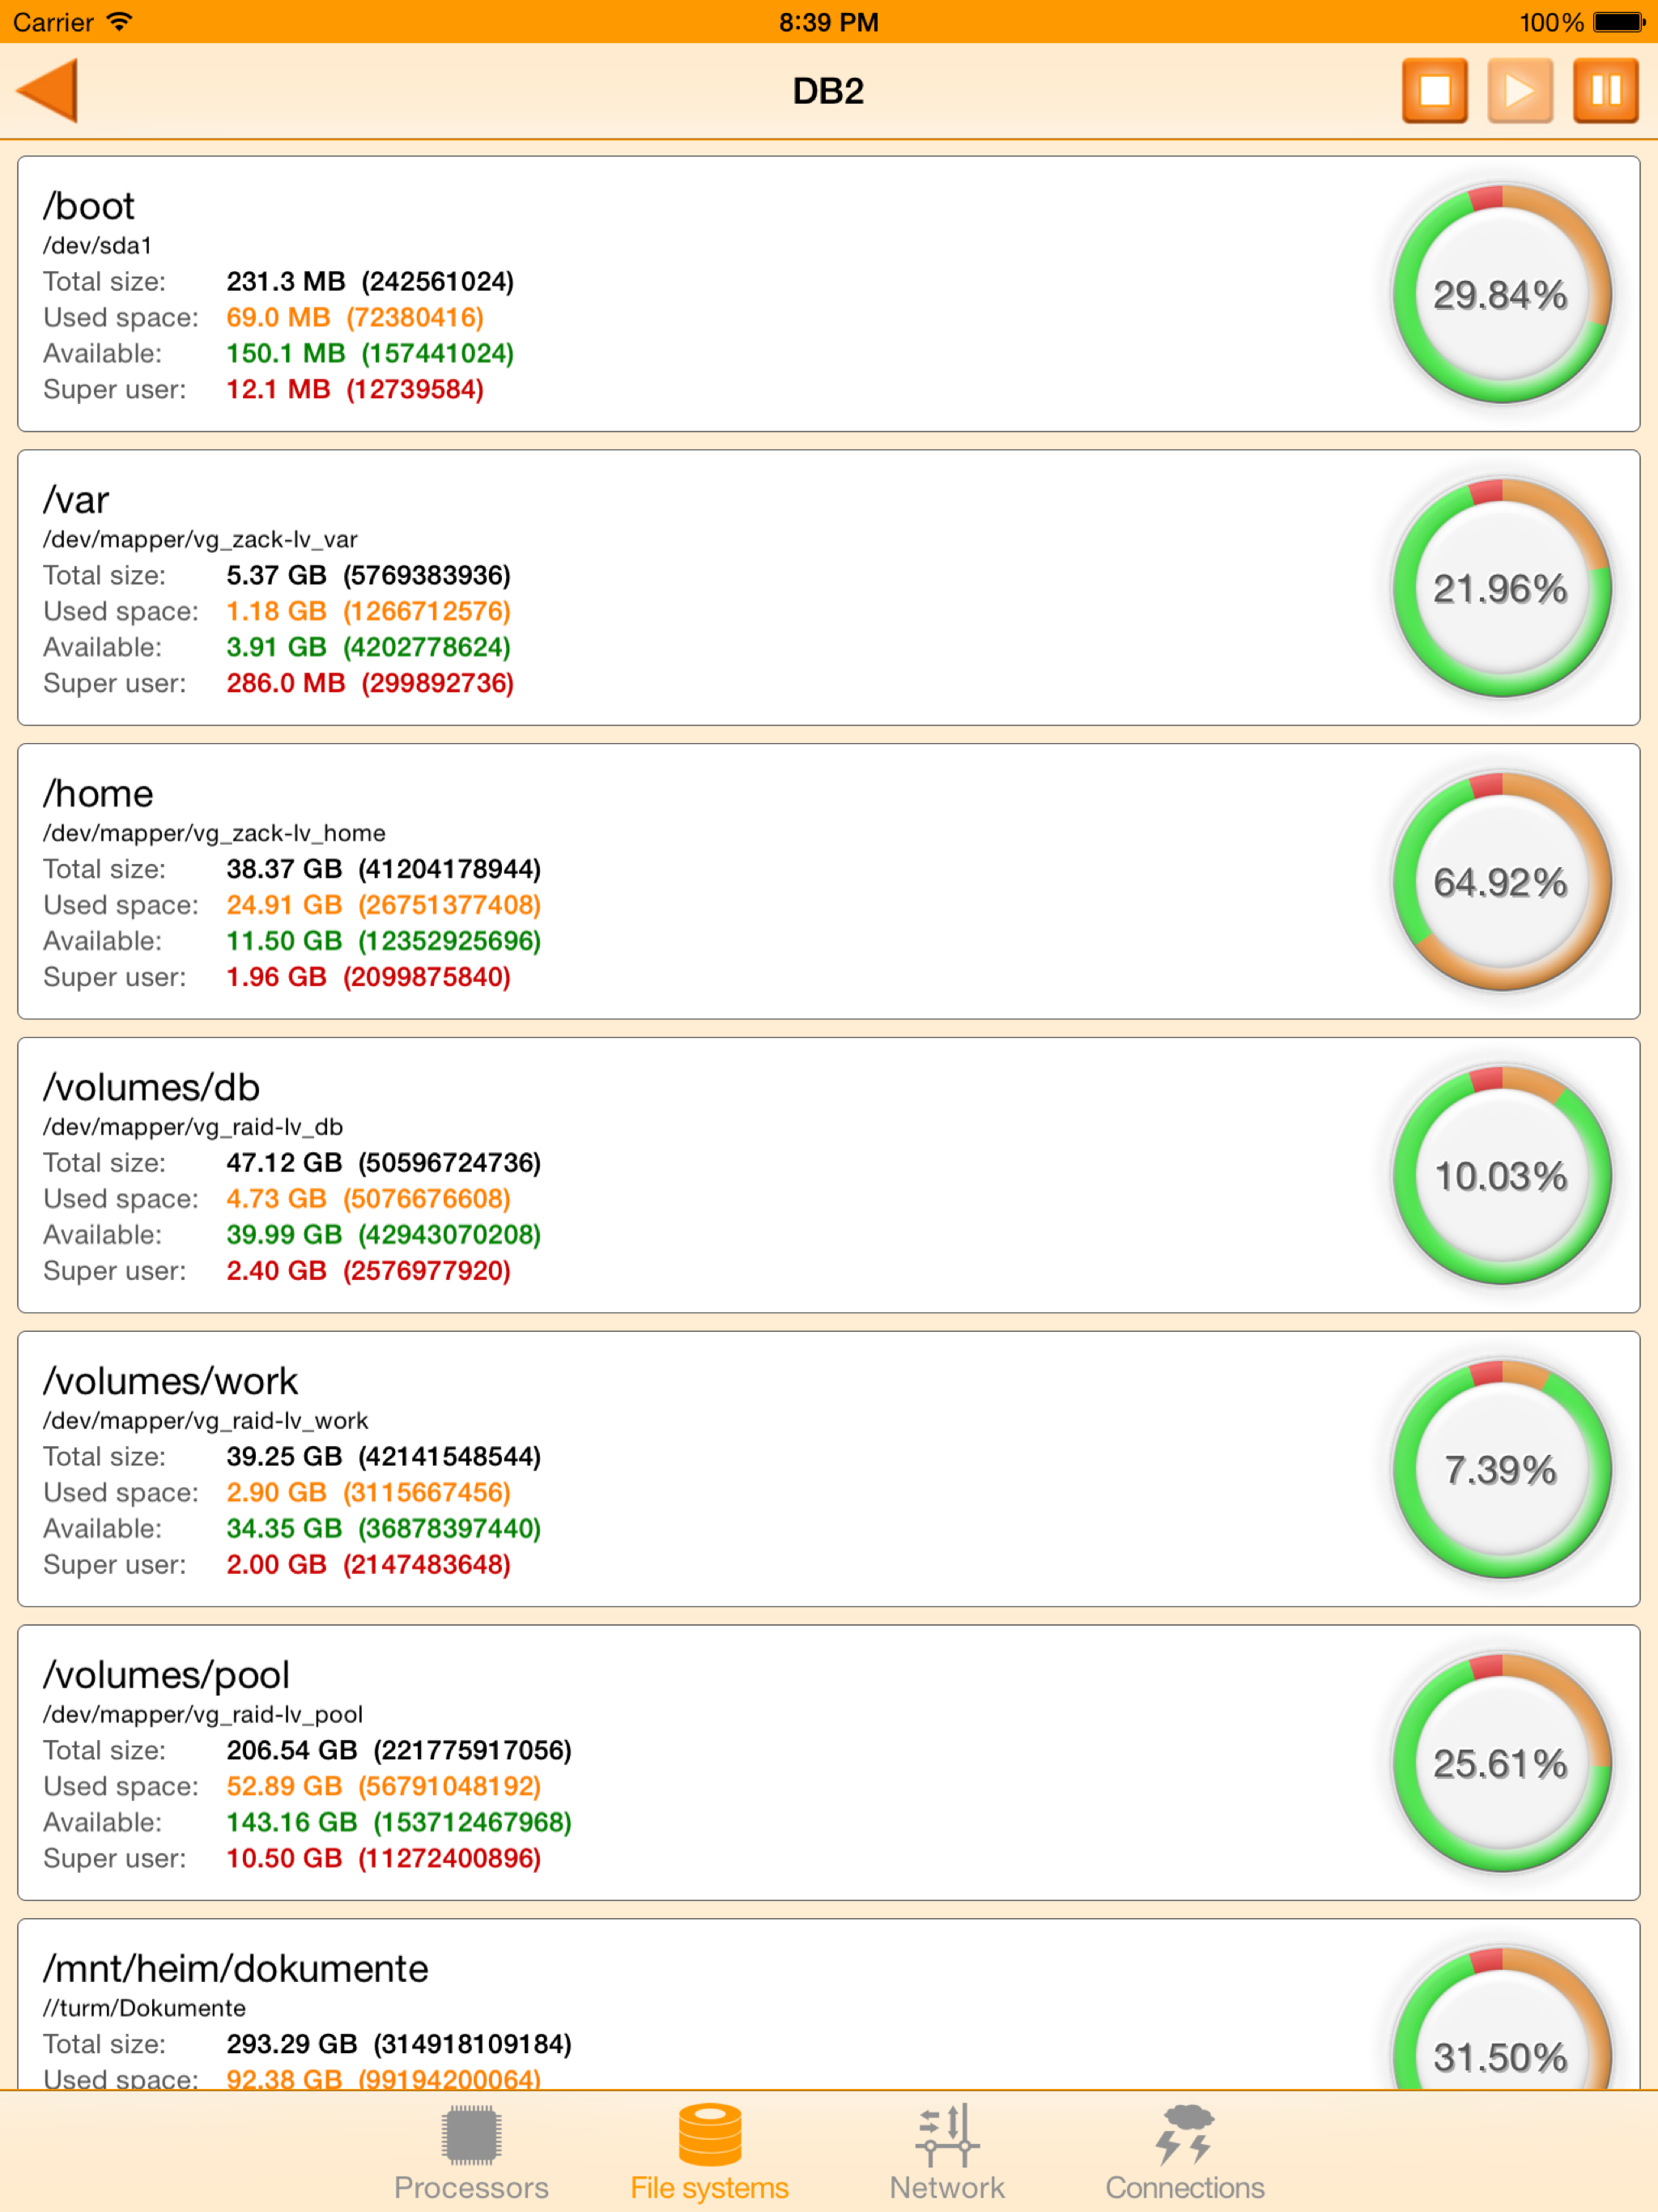 Carrier 8:39 PM 100%
DB2
/boot
/dev/sda1
Total size: 231.3 MB (242561024)
Used space: 69.0 MB (72380416)
Available: 150.1 MB (157441024)
Super user: 12.1 MB (12739584)
29.84%
/var
/dev/mapper/vg_zack-lv_var
Total size: 5.37 GB (5769383936)
Used space: 1.18 GB (1266712576)
Available: 3.91 GB (4202778624)
Super user: 286.0 MB (299892736)
21.96%
/home
/dev/mapper/vg_zack-lv_home
Total size: 38.37 GB (41204178944)
Used space: 24.91 GB (26751377408)
Available: 11.50 GB (12352925696)
Super user: 1.96 GB (2099875840)
64.92%
/volumes/db
/dev/mapper/vg_raid-lv_db
Total size: 47.12 GB (50596724736)
Used space: 4.73 GB (5076676608)
Available: 39.99 GB (42943070208)
Super user: 2.40 GB (2576977920)
10.03%
/volumes/work
/dev/mapper/vg_raid-lv_work
Total size: 39.25 GB (42141548544)
Used space: 2.90 GB (3115667456)
Available: 34.35 GB (36878397440)
Super user: 2.00 GB (2147483648)
7.39%
/volumes/pool
/dev/mapper/vg_raid-lv_pool
Total size: 206.54 GB (221775917056)
Used space: 52.89 GB (56791048192)
Available: 143.16 GB (153712467968)
Super user: 10.50 GB (11272400896)
25.61%
/mnt/heim/dokumente
//turm/Dokumente
Total size: 293.29 GB (314918109184)
Used space: 92.38 GB (99194200064)
31.50%
Processors File systems Network Connections